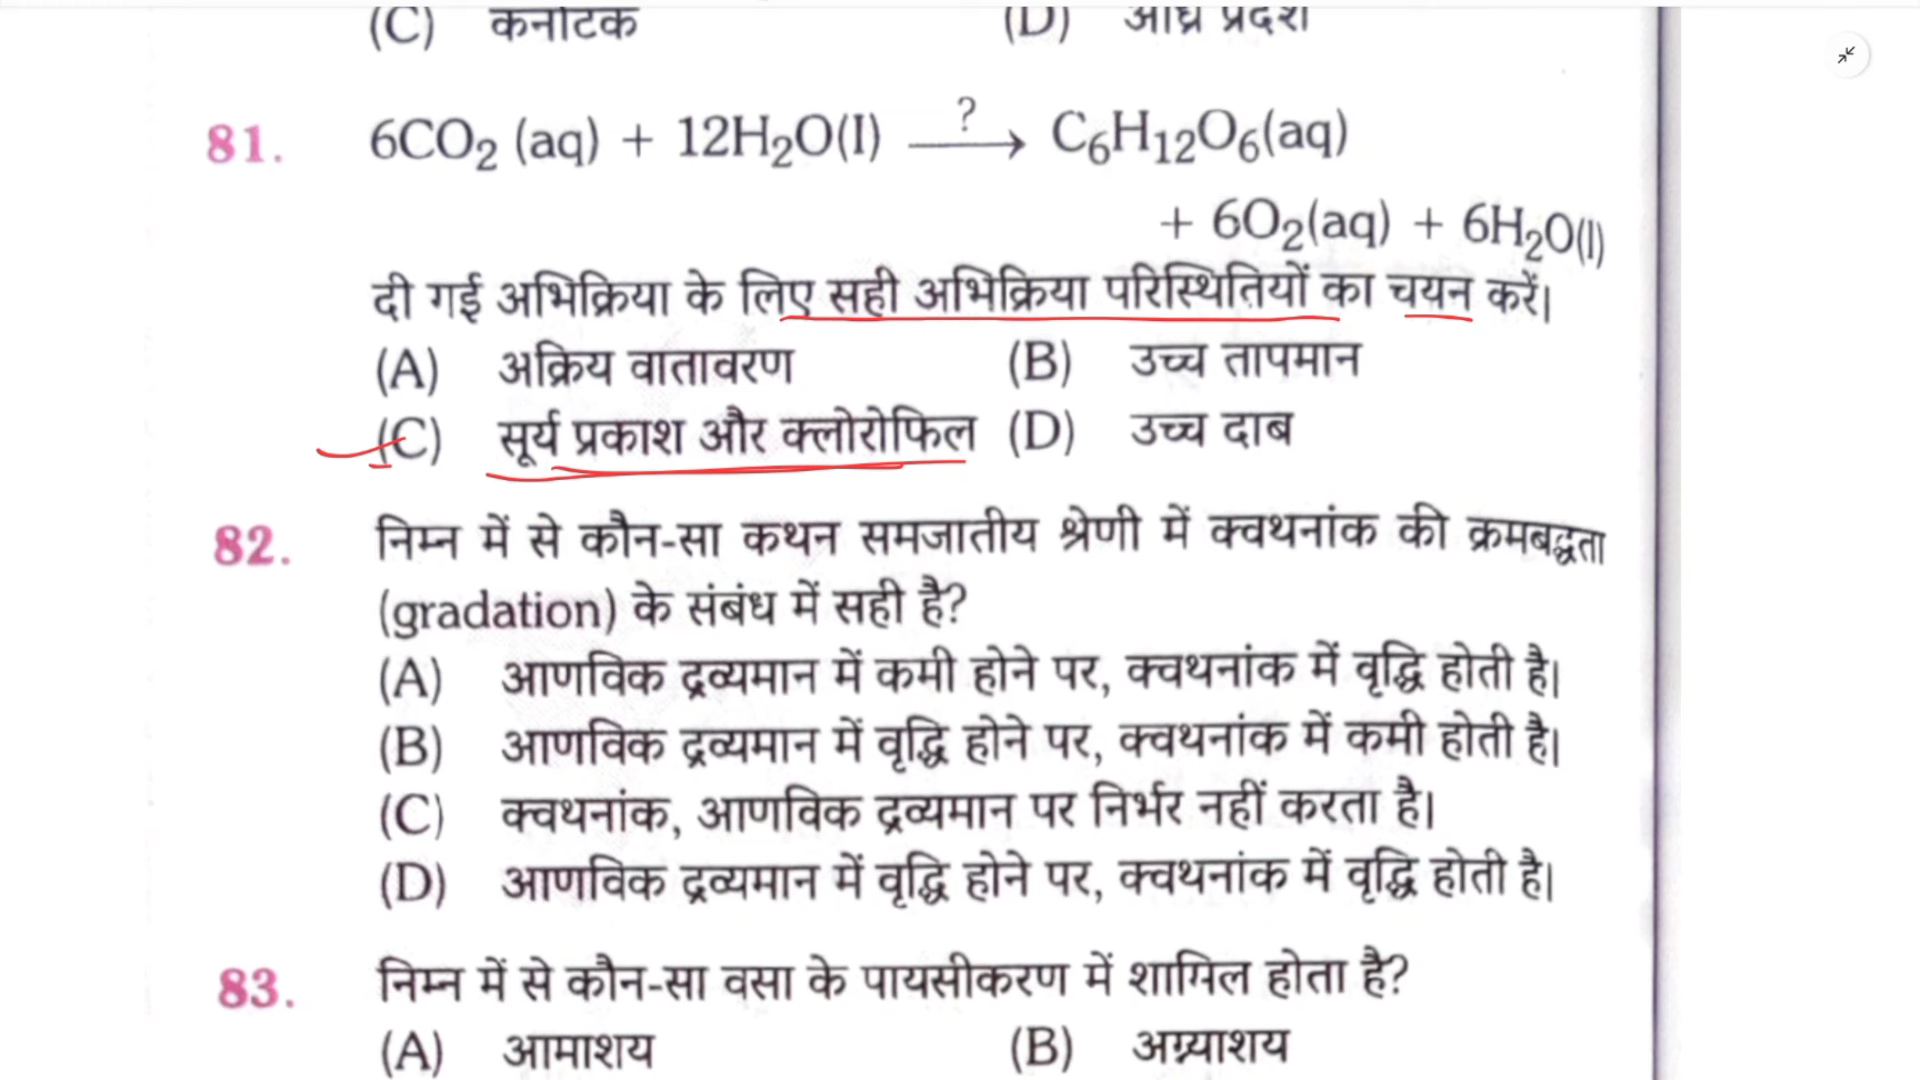 (C) कर्नाटक (D) आंध्र प्रदेश
81. 6CO₂ (aq) + 12H₂O(l) —?→ C₆H₁₂O₆(aq)
+ 6O₂(aq) + 6H₂O(l)
दी गई अभिक्रिया के लिए सही अभिक्रिया परिस्थितियों का चयन करें।
(A) अक्रिय वातावरण (B) उच्च तापमान
(C) सूर्य प्रकाश और क्लोरोफिल (D) उच्च दाब
82. निम्न में से कौन-सा कथन समजातीय श्रेणी में क्वथनांक की क्रमबद्धता
(gradation) के संबंध में सही है?
(A) आणविक द्रव्यमान में कमी होने पर, क्वथनांक में वृद्धि होती है।
(B) आणविक द्रव्यमान में वृद्धि होने पर, क्वथनांक में कमी होती है।
(C) क्वथनांक, आणविक द्रव्यमान पर निर्भर नहीं करता है।
(D) आणविक द्रव्यमान में वृद्धि होने पर, क्वथनांक में वृद्धि होती है।
83. निम्न में से कौन-सा वसा के पायसीकरण में शामिल होता है?
(A) आमाशय (B) अग्न्याशय